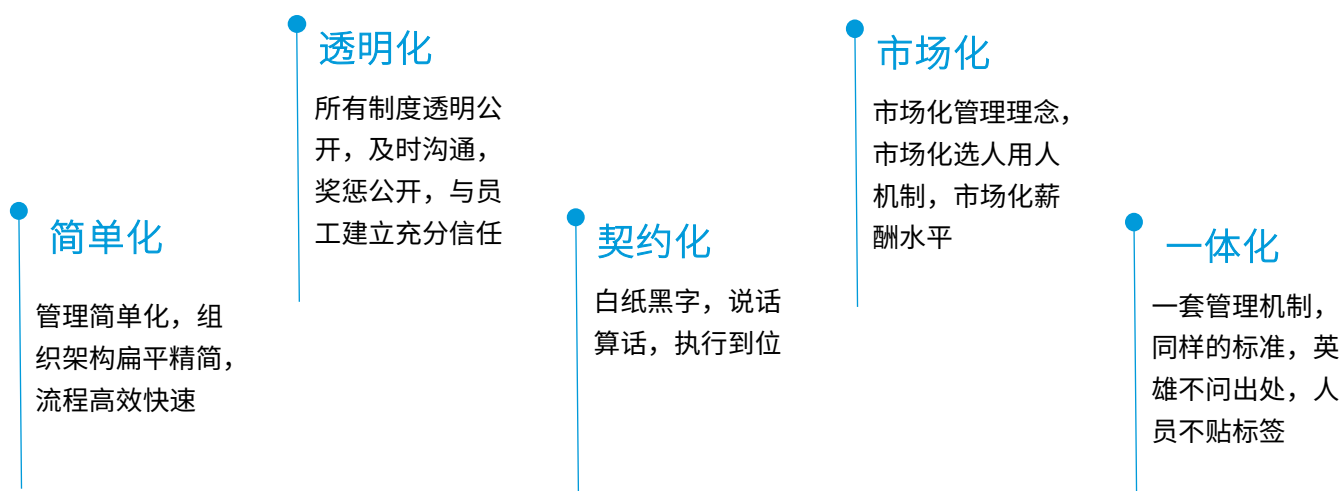 简单化
管理简单化，组
织架构扁平精简，
流程高效快速
透明化
所有制度透明公
开，及时沟通，
奖惩公开，与员
工建立充分信任
契约化
白纸黑字，说话
算话，执行到位
市场化
市场化管理理念，
市场化选人用人
机制，市场化薪
酬水平
一体化
一套管理机制，
同样的标准，英
雄不问出处，人
员不贴标签